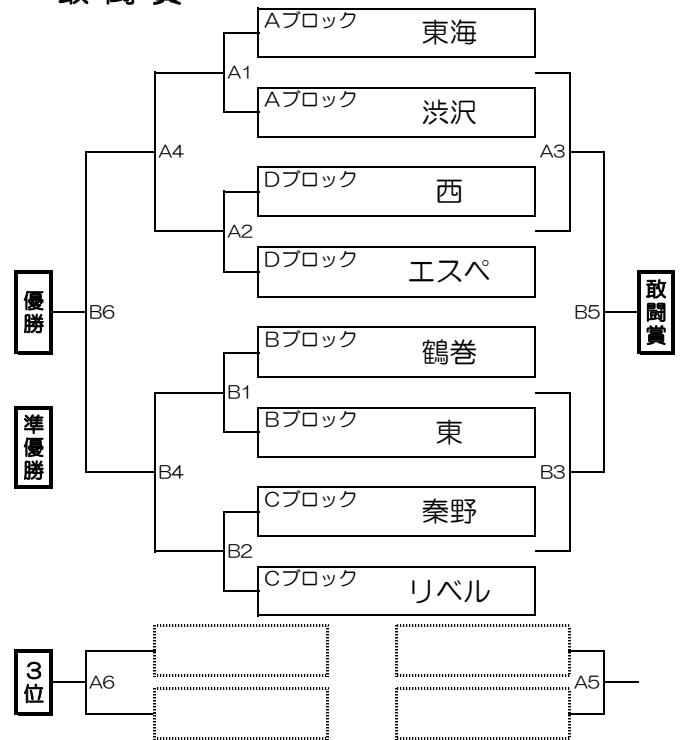 敢闘賞
Aブロック 東海
A1
Aブロック 渋沢
A4
A3
Dブロック 西
A2
Dブロック エスペ
優勝
B6
B5
敢闘賞
Bブロック 鶴巻
B1
Bブロック 東
準優勝
B4
B3
Cブロック 秦野
B2
Cブロック リベル
3位
A6
A5